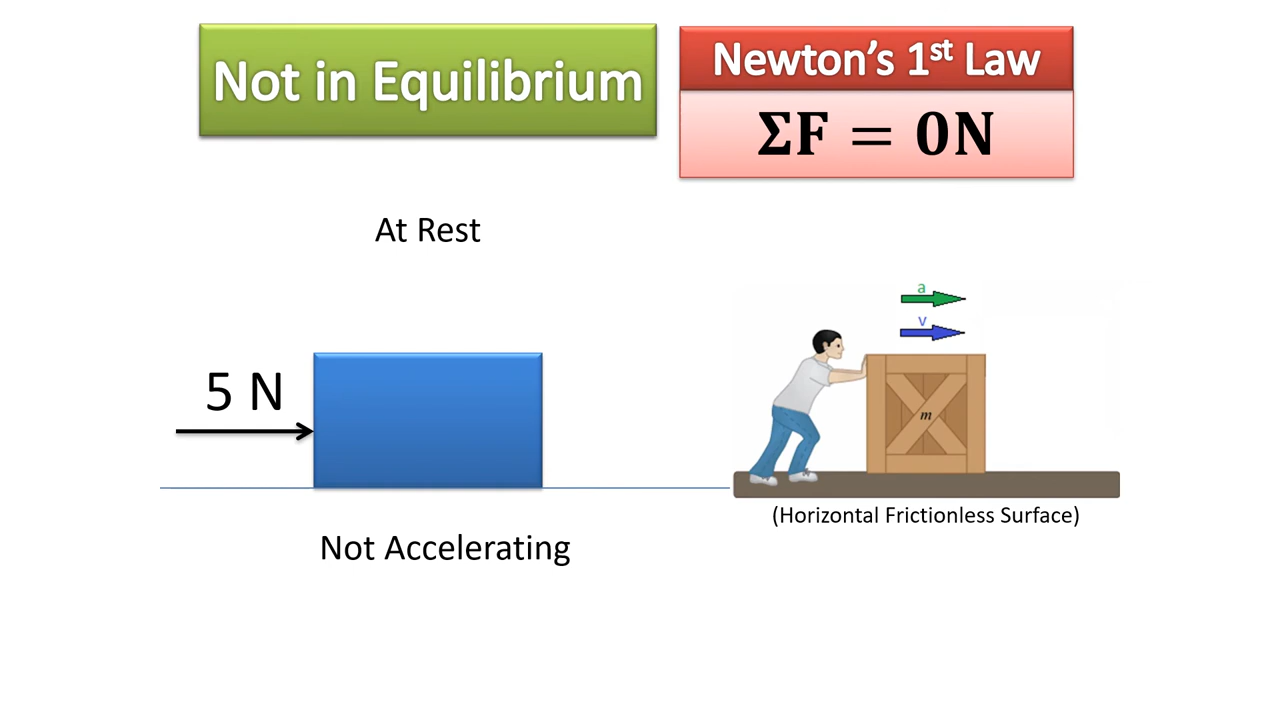 Not in Equilibrium
Newton's 1st Law
ΣF = 0N
At Rest
a
v
5 N
m
(Horizontal Frictionless Surface)
Not Accelerating